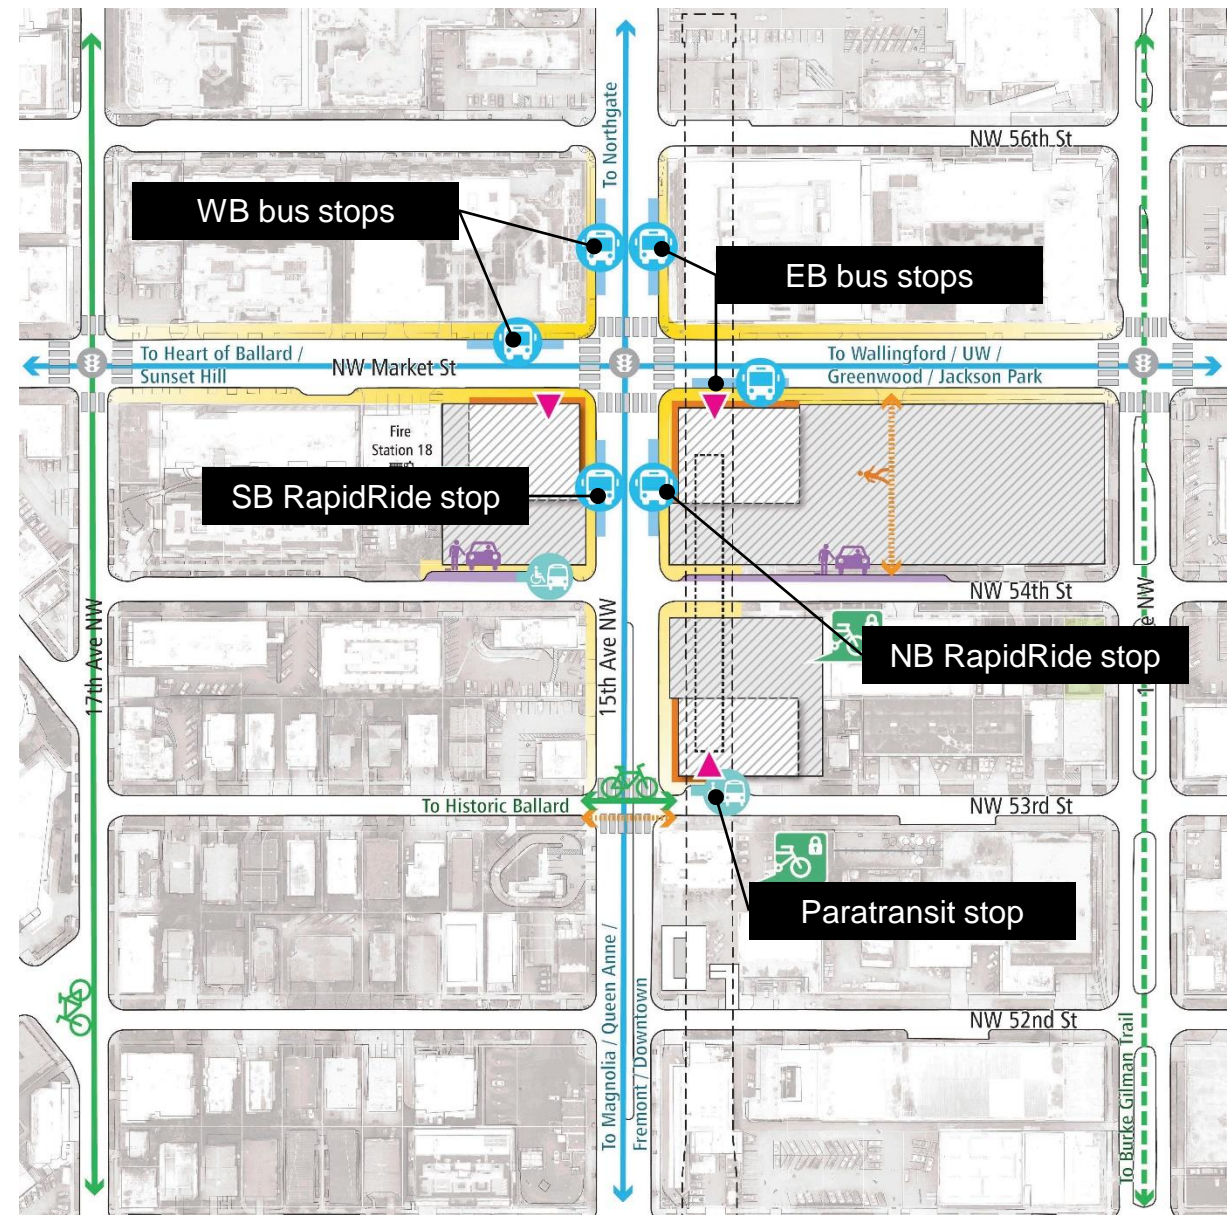 To Northgate
NW 56th St
WB bus stops
EB bus stops
To Heart of Ballard /
Sunset Hill
NW Market St
To Wallingford / UW /
Greenwood / Jackson Park
Fire
Station 18
SB RapidRide stop
NW 54th St
17th Ave NW
15th Ave NW
1
e NW
NB RapidRide stop
To Historic Ballard
NW 53rd St
Paratransit stop
To Magnolia / Queen Anne /
Fremont / Downtown
NW 52nd St
To Burke Gilman Trail